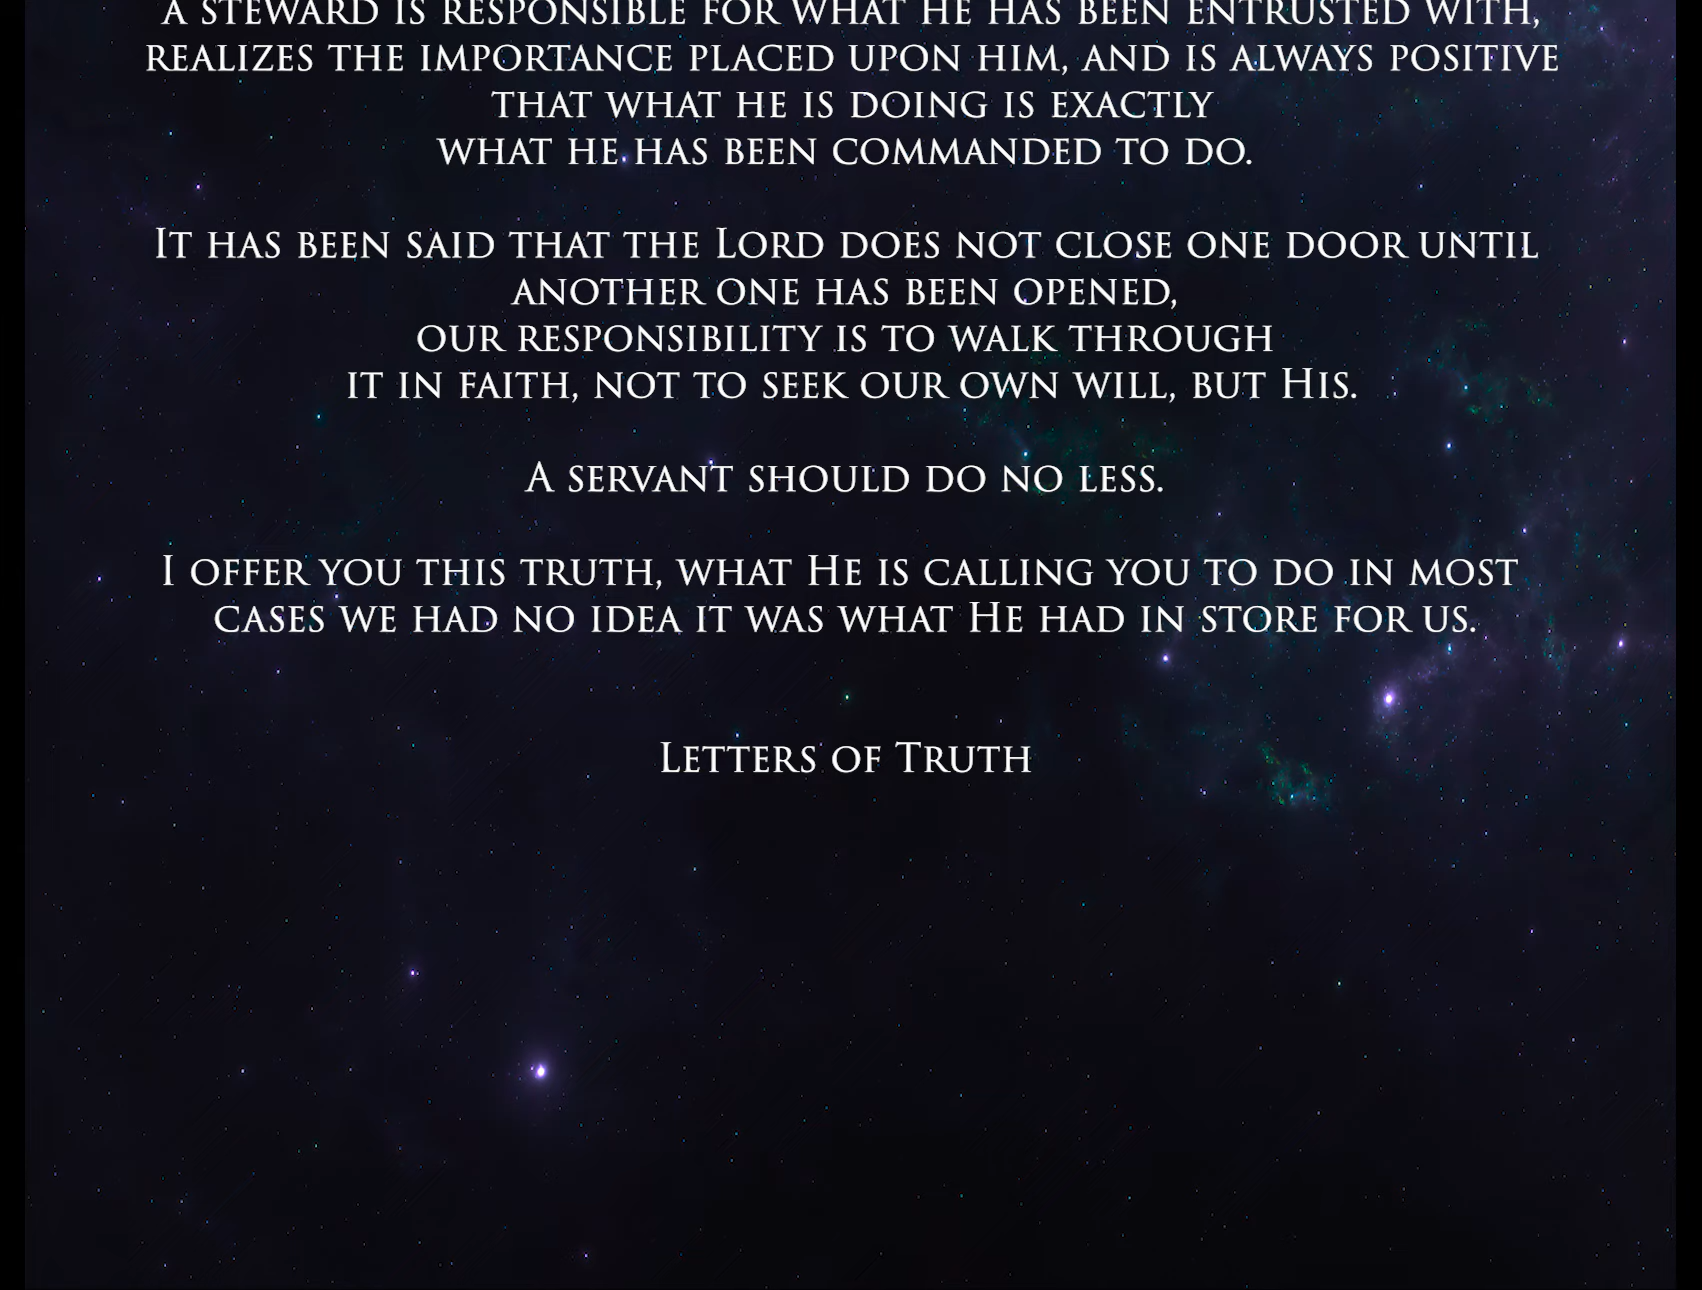 A STEWARD IS RESPONSIBLE FOR WHAT HE HAS BEEN ENTRUSTED WITH,
REALIZES THE IMPORTANCE PLACED UPON HIM, AND IS ALWAYS POSITIVE
THAT WHAT HE IS DOING IS EXACTLY
WHAT HE HAS BEEN COMMANDED TO DO.
IT HAS BEEN SAID THAT THE LORD DOES NOT CLOSE ONE DOOR UNTIL
ANOTHER ONE HAS BEEN OPENED,
OUR RESPONSIBILITY IS TO WALK THROUGH
IT IN FAITH, NOT TO SEEK OUR OWN WILL, BUT HIS.
A SERVANT SHOULD DO NO LESS.
I OFFER YOU THIS TRUTH, WHAT HE IS CALLING YOU TO DO IN MOST
CASES WE HAD NO IDEA IT WAS WHAT HE HAD IN STORE FOR US.
LETTERS OF TRUTH